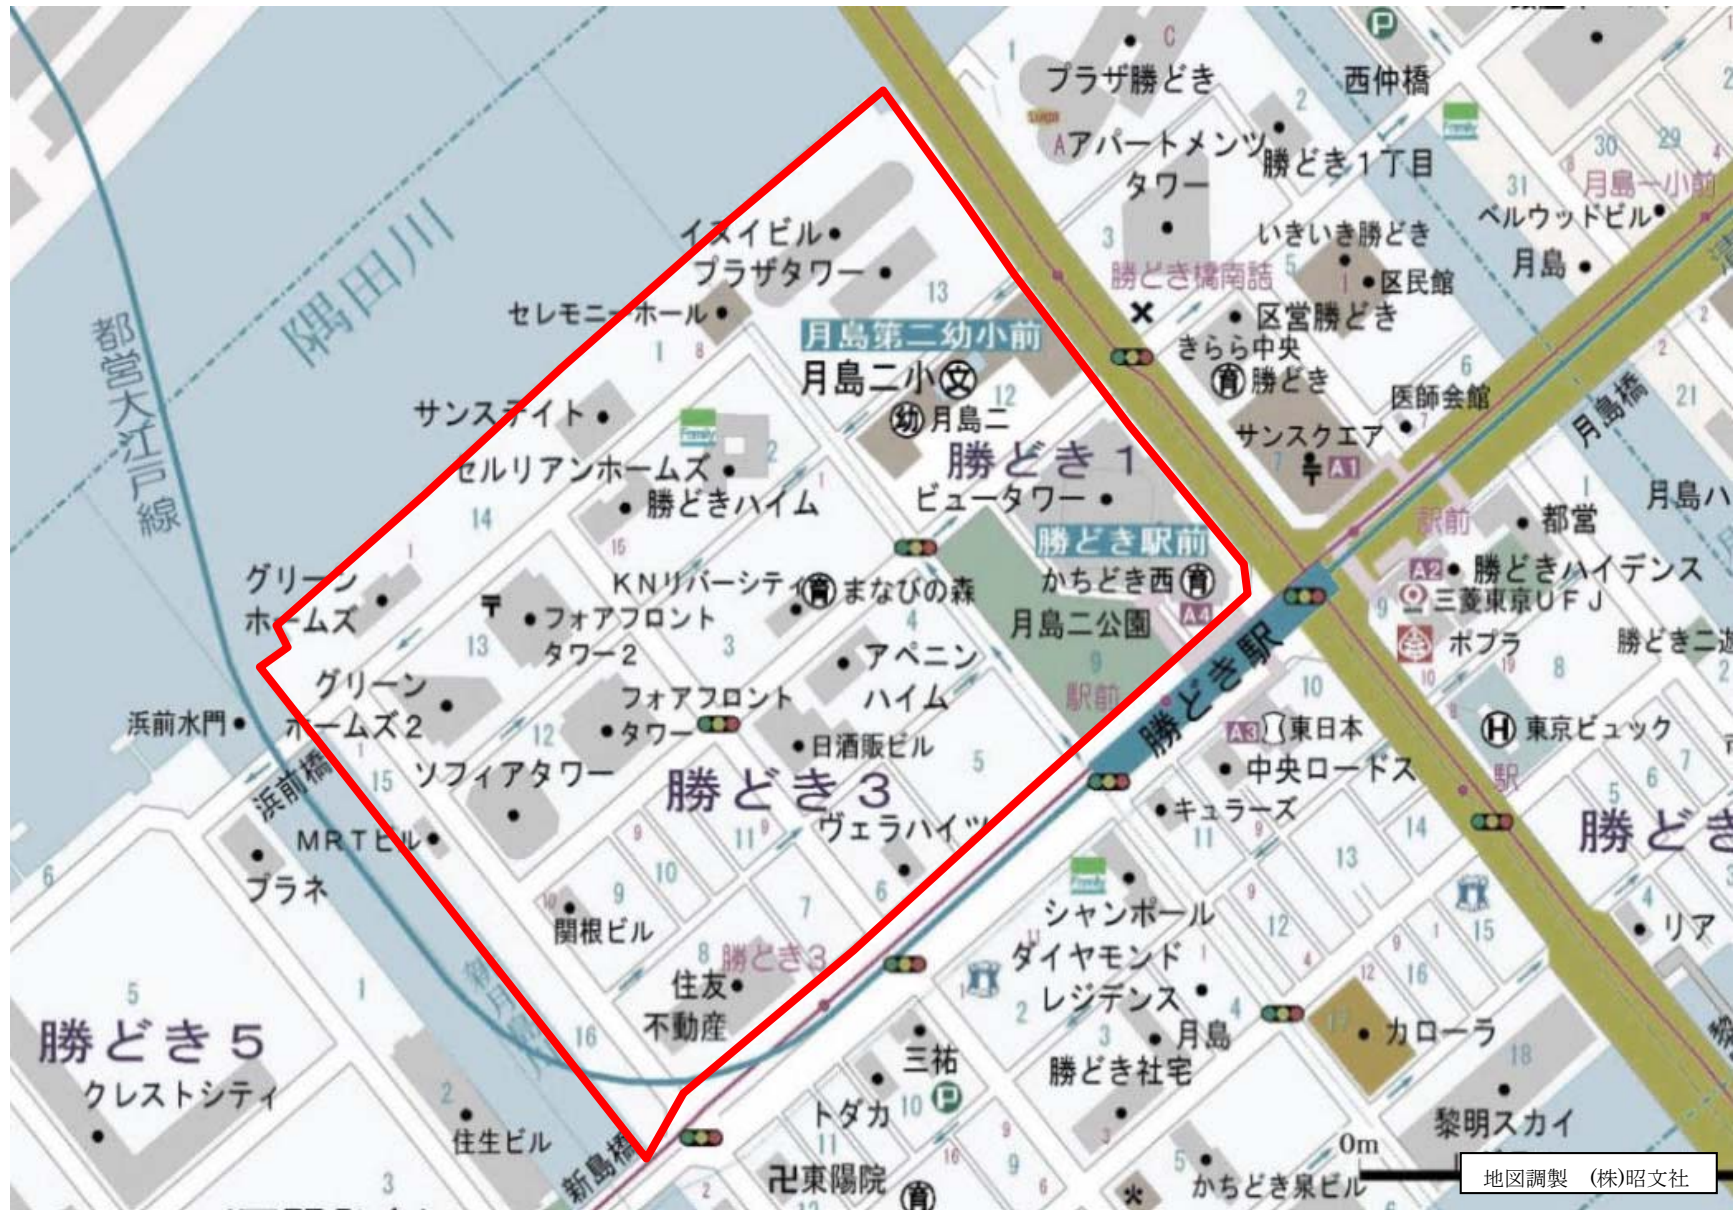 プラザ勝どき
西仲橋
アパートメンツ
タワー
勝どき1丁目
月島一小前
ベルウッドビル
いきいき勝どき
月島
勝どき橋南詰
区民館
区営勝どき
きらら中央
育 勝どき
医師会館
月島橋
サンスクエア
A1
隅田川
都営大江戸線
イヌイビル
プラザタワー
セレモニーホール
月島第二幼小前
月島二小 文
幼 月島二
サンステイト
セルリアンホームズ
勝どきハイム
勝どき 1
ビュータワー
勝どき駅前
かちどき西 育
A4
月島二公園
駅前
勝どき駅
駅前
都営
月島ハ
A2
勝どきハイデンス
三菱東京UFJ
ポプラ
勝どき二遊
グリーン
ホームズ
KNリバーシティ
育 まなびの森
フォアフロント
タワー2
アペニン
ハイム
グリーン
ホームズ2
フォアフロント
タワー
日酒販ビル
浜前水門
浜前橋
ソフィアタワー
勝どき 3
ヴェラハイツ
MRTビル
プラネ
関根ビル
勝どき3
住友
不動産
A3
東日本
中央ロードス
キュラーズ
H 東京ビュック
駅
勝どき
シャンポール
ダイヤモンド
レジデンス
リア
月島
勝どき社宅
カローラ
三祐
トダカ
勝どき 5
クレストシティ
住生ビル
新島橋
卍東陽院
育
かちどき泉ビル
黎明スカイ
0m
地図調製 (株)昭文社